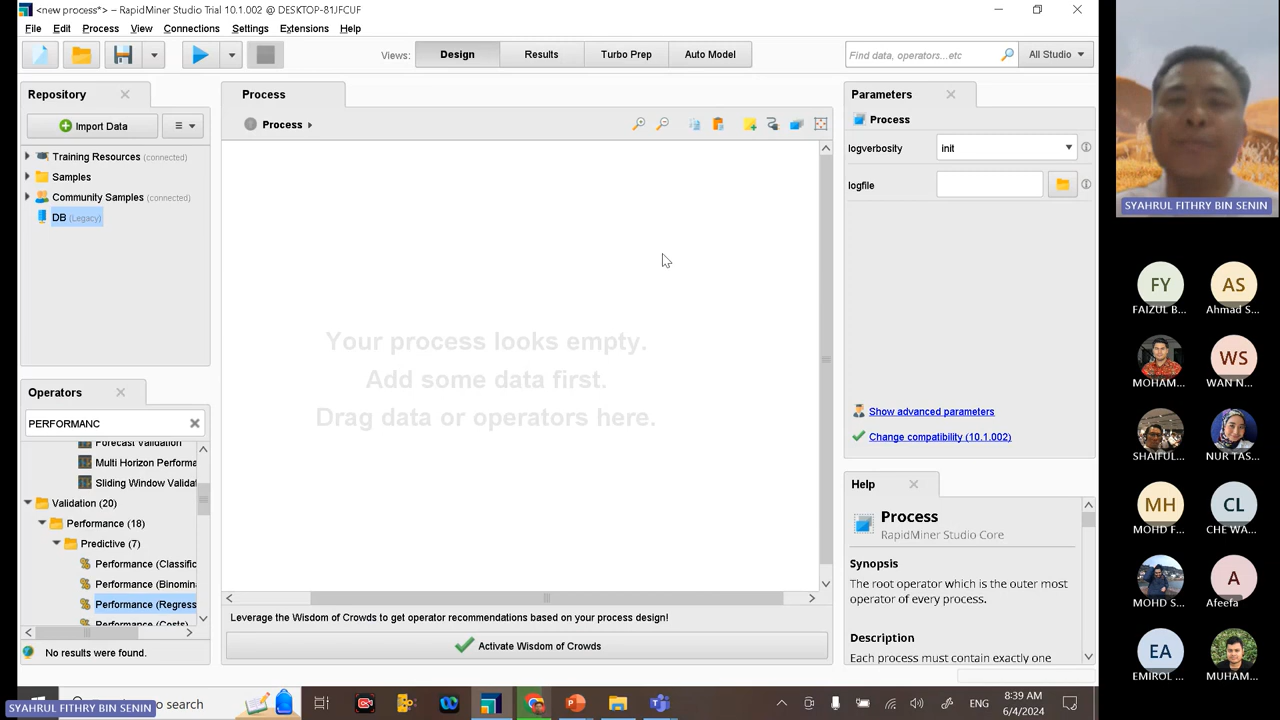 <new process*> – RapidMiner Studio Trial 10.1.002 @ DESKTOP-81JFCUF
File Edit Process View Connections Settings Extensions Help
Views: Design Results Turbo Prep Auto Model
Find data, operators...etc
All Studio
Repository
Import Data
Training Resources (connected)
Samples
Community Samples (connected)
DB (Legacy)
Operators
PERFORMANC
Forecast Validation
Multi Horizon Performa
Sliding Window Validat
Validation (20)
Performance (18)
Predictive (7)
Performance (Classific
Performance (Binomina
Performance (Regress
Performance (Costs)
No results were found.
Process
Process
Your process looks empty.
Add some data first.
Drag data or operators here.
Leverage the Wisdom of Crowds to get operator recommendations based on your process design!
Activate Wisdom of Crowds
Parameters
Process
logverbosity
init
logfile
Show advanced parameters
Change compatibility (10.1.002)
Help
Process
RapidMiner Studio Core
Synopsis
The root operator which is the outer most
operator of every process.
Description
Each process must contain exactly one
SYAHRUL FITHRY BIN SENIN
FY
FAIZUL B...
AS
Ahmad S...
MOHAM...
WS
WAN N...
SHAIFUL...
NUR TAS...
MH
MOHD F...
CL
CHE WA...
MOHD S...
A
Afeefa
EA
EMIROL ...
MUHAM...
SYAHRUL FITHRY BIN SENIN
search
ENG
8:39 AM
6/4/2024